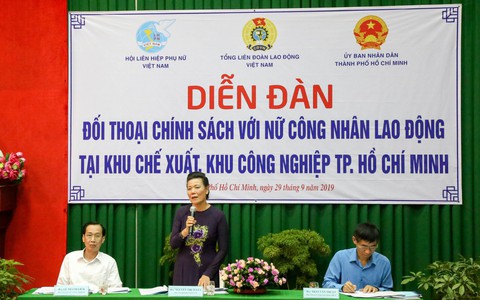 HỘI LIÊN HIỆP PHỤ NỮ
VIỆT NAM
TỔNG LIÊN ĐOÀN LAO ĐỘNG
VIỆT NAM
ỦY BAN NHÂN DÂN
THÀNH PHỐ HỒ CHÍ MINH
DIỄN ĐÀN
ĐỐI THOẠI CHÍNH SÁCH VỚI NỮ CÔNG NHÂN LAO ĐỘNG
TẠI KHU CHẾ XUẤT, KHU CÔNG NGHIỆP TP. HỒ CHÍ MINH
phố Hồ Chí Minh, ngày 29 tháng 9 năm 2019